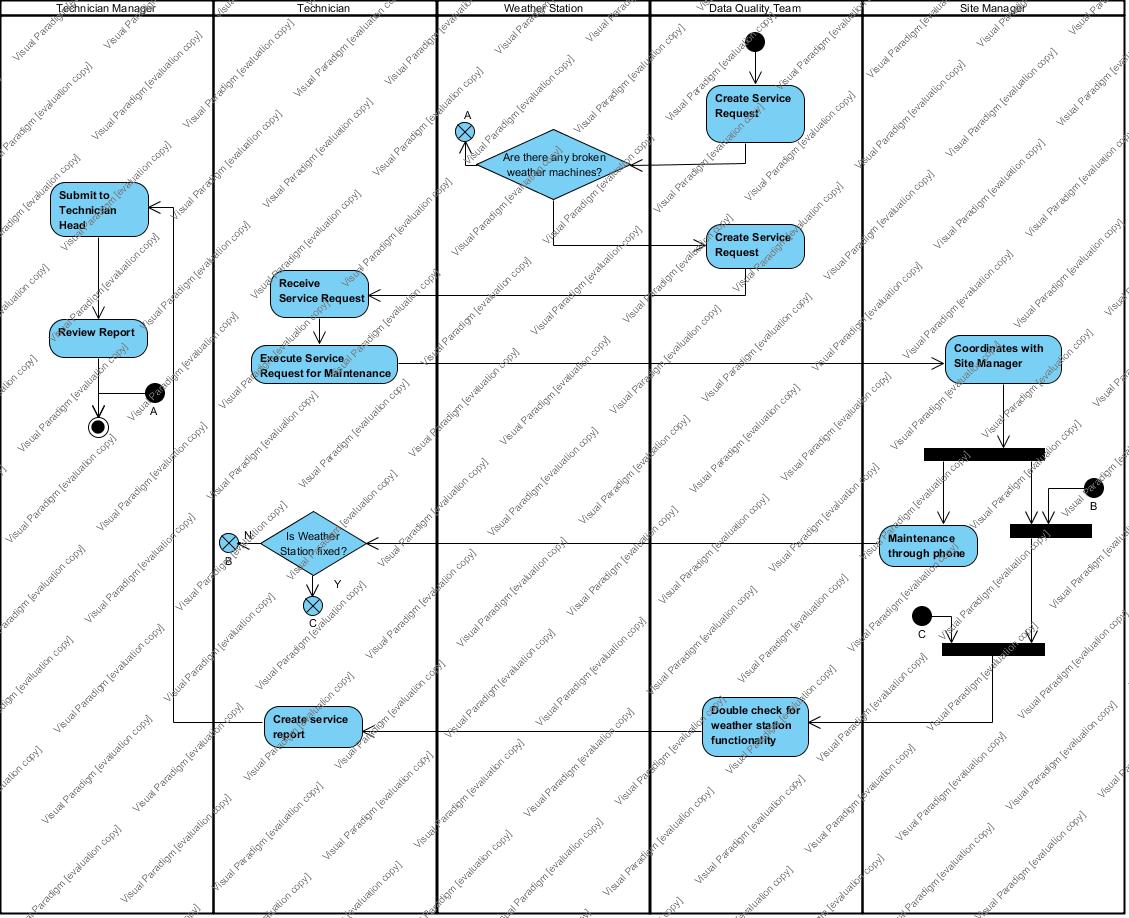 Technician Manager
Technician
Weather Station
Data Quality Team
Site Manager
Create Service
Request
A
Are there any broken
weather machines?
Submit to
Technician
Head
Create Service
Request
Receive
Service Request
Review Report
Execute Service
Request for Maintenance
Coordinates with
Site Manager
A
B
N
Is Weather
Station fixed?
Maintenance
through phone
B
Y
C
C
Create service
report
Double check for
weather station
functionality
Visual Paradigm [evaluation copy]